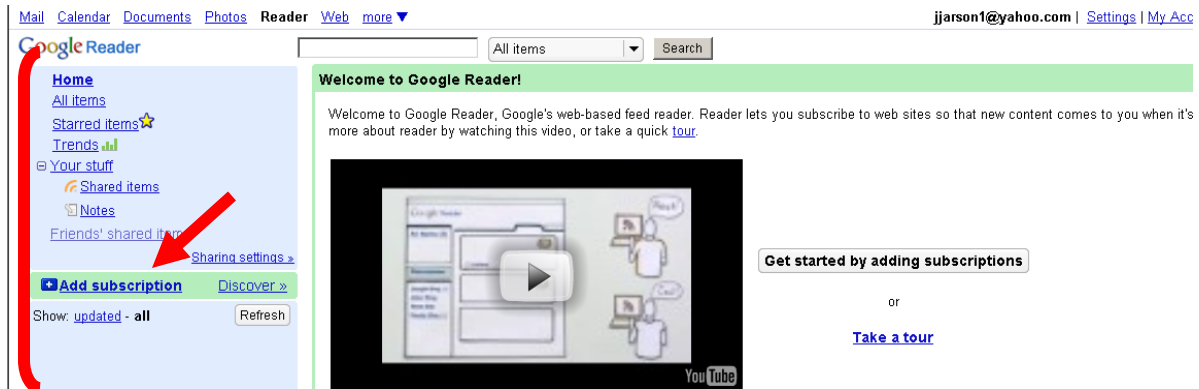 Mail Calendar Documents Photos Reader Web more ▼ jjarson1@yahoo.com | Settings | My Acc
Google Reader All items Search
Home
All items
Starred items
Trends
Your stuff
Shared items
Notes
Friends' shared item
Sharing settings »
Add subscription Discover »
Show: updated - all Refresh
Welcome to Google Reader!
Welcome to Google Reader, Google's web-based feed reader. Reader lets you subscribe to web sites so that new content comes to you when it's
more about reader by watching this video, or take a quick tour.
Google Reader
Get started by adding subscriptions
or
Take a tour
YouTube